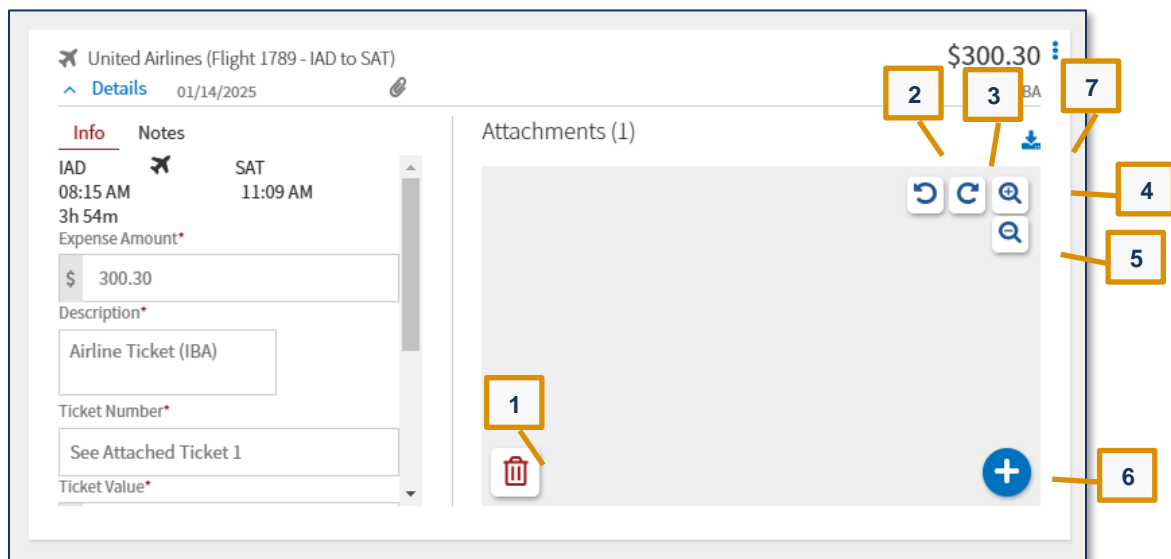 United Airlines (Flight 1789 - IAD to SAT)
$300.30
Details 01/14/2025
BA
2
3
7
Info Notes
Attachments (1)
IAD SAT
08:15 AM 11:09 AM
3h 54m
4
Expense Amount*
$ 300.30
5
Description*
Airline Ticket (IBA)
1
Ticket Number*
See Attached Ticket 1
6
Ticket Value*